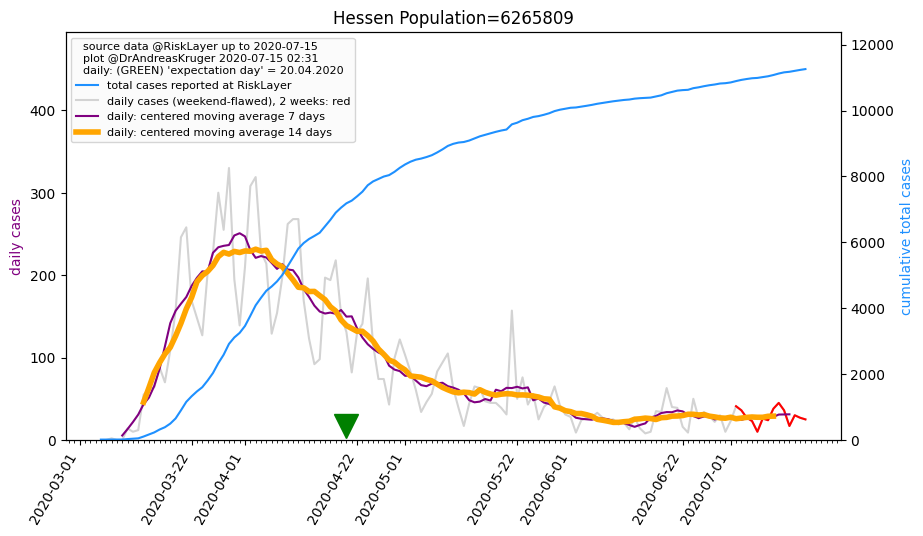 Hessen Population=6265809
source data @RiskLayer up to 2020-07-15
plot @DrAndreasKruger 2020-07-15 02:31
daily: (GREEN) 'expectation day' = 20.04.2020
total cases reported at RiskLayer
daily cases (weekend-flawed), 2 weeks: red
daily: centered moving average 7 days
daily: centered moving average 14 days
daily cases
0
100
200
300
400
cumulative total cases
0
2000
4000
6000
8000
10000
12000
2020-03-01
2020-03-22
2020-04-01
2020-04-22
2020-05-01
2020-05-22
2020-06-01
2020-06-22
2020-07-01